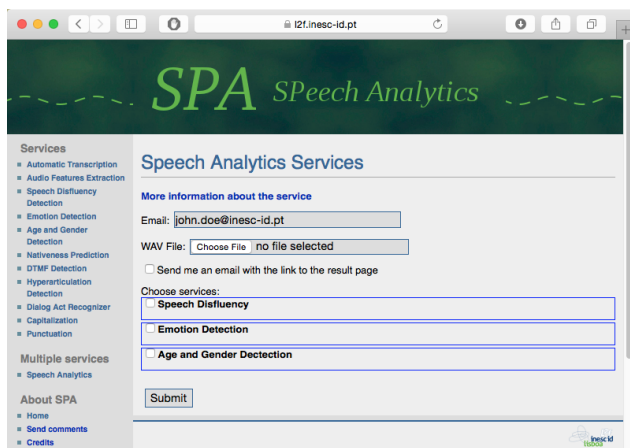 l2f.inesc-id.pt
SPA SPeech Analytics
Services
Automatic Transcription
Audio Features Extraction
Speech Disfluency
Detection
Emotion Detection
Age and Gender
Detection
Nativeness Prediction
DTMF Detection
Hyperarticulation
Detection
Dialog Act Recognizer
Capitalization
Punctuation
Multiple services
Speech Analytics
About SPA
Home
Send comments
Credits
Speech Analytics Services
More information about the service
Email: john.doe@inesc-id.pt
WAV File: Choose File no file selected
Send me an email with the link to the result page
Choose services:
Speech Disfluency
Emotion Detection
Age and Gender Dectection
Submit
inesc id
lisboa